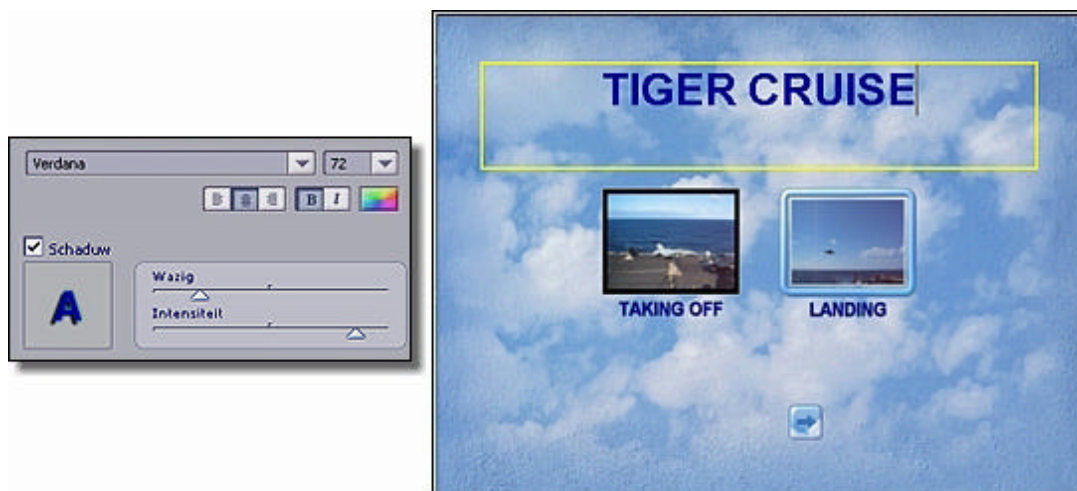 Verdana
72
B I
Schaduw
A
Wazig
Intensiteit
TIGER CRUISE
TAKING OFF
LANDING